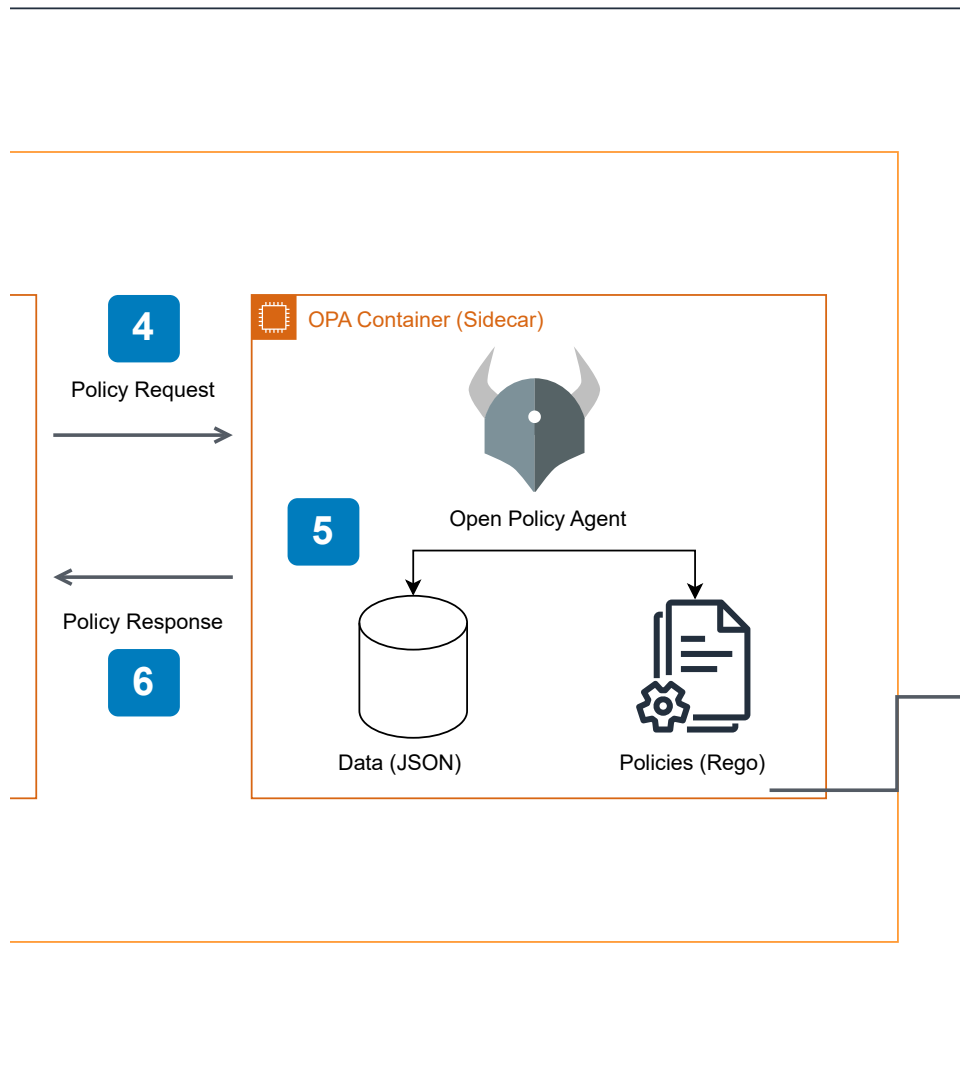 4
Policy Request
OPA Container (Sidecar)
5
Open Policy Agent
Policy Response
6
Data (JSON)
Policies (Rego)